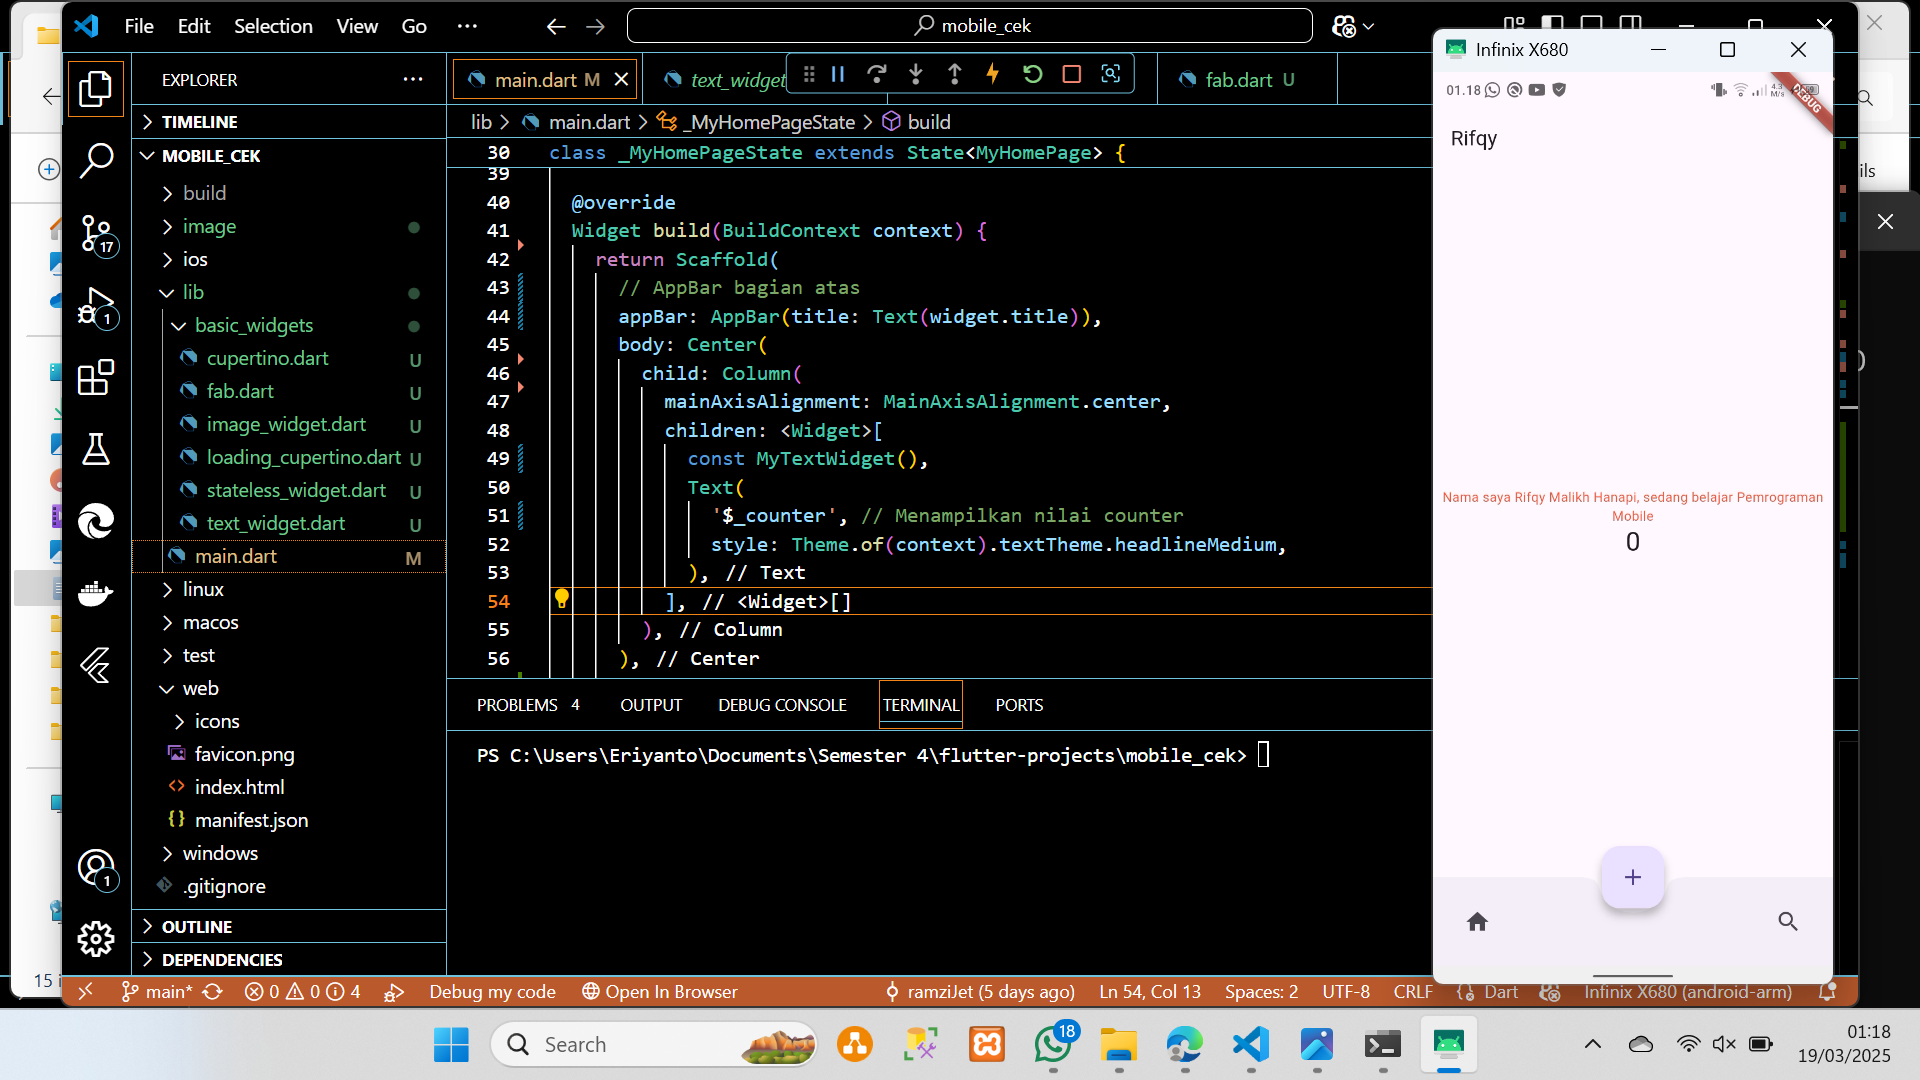 File Edit Selection View Go ···
mobile_cek
EXPLORER ···
TIMELINE
MOBILE_CEK
build
image
ios
lib
basic_widgets
cupertino.dart U
fab.dart U
image_widget.dart U
loading_cupertino.dart U
stateless_widget.dart U
text_widget.dart U
main.dart M
linux
macos
test
web
icons
favicon.png
index.html
manifest.json
windows
.gitignore
OUTLINE
DEPENDENCIES
17
1
1
15 i
main.dart M
text_widget
fab.dart U
lib > main.dart > _MyHomePageState > build
30 class _MyHomePageState extends State<MyHomePage> {
39
40 @override
41 Widget build(BuildContext context) {
42 return Scaffold(
43 // AppBar bagian atas
44 appBar: AppBar(title: Text(widget.title)),
45 body: Center(
46 child: Column(
47 mainAxisAlignment: MainAxisAlignment.center,
48 children: <Widget>[
49 const MyTextWidget(),
50 Text(
51 '$_counter', // Menampilkan nilai counter
52 style: Theme.of(context).textTheme.headlineMedium,
53 ), // Text
54 ], // <Widget>[]
55 ), // Column
56 ), // Center
PROBLEMS 4 OUTPUT DEBUG CONSOLE TERMINAL PORTS
PS C:\Users\Eriyanto\Documents\Semester 4\flutter-projects\mobile_cek>
main* 0 0 4 Debug my code Open In Browser ramziJet (5 days ago) Ln 54, Col 13 Spaces: 2 UTF-8 CRLF Dart Infinix X680 (android-arm)
Infinix X680
01.18
4.3 M/s
DEBUG
Rifqy
Nama saya Rifqy Malikh Hanapi, sedang belajar Pemrograman
Mobile
0
ils
Search
18
01:18
19/03/2025